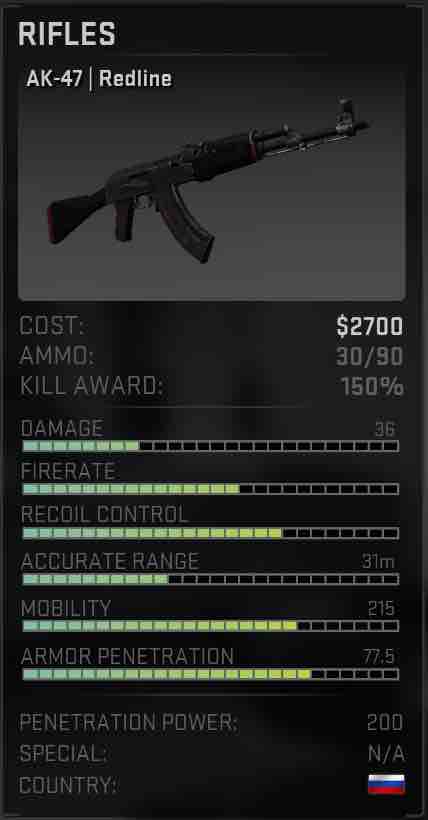 RIFLES
AK-47 | Redline
COST: $2700
AMMO: 30/90
KILL AWARD: 150%
DAMAGE 36
FIRERATE
RECOIL CONTROL
ACCURATE RANGE 31m
MOBILITY 215
ARMOR PENETRATION 77.5
PENETRATION POWER: 200
SPECIAL: N/A
COUNTRY: